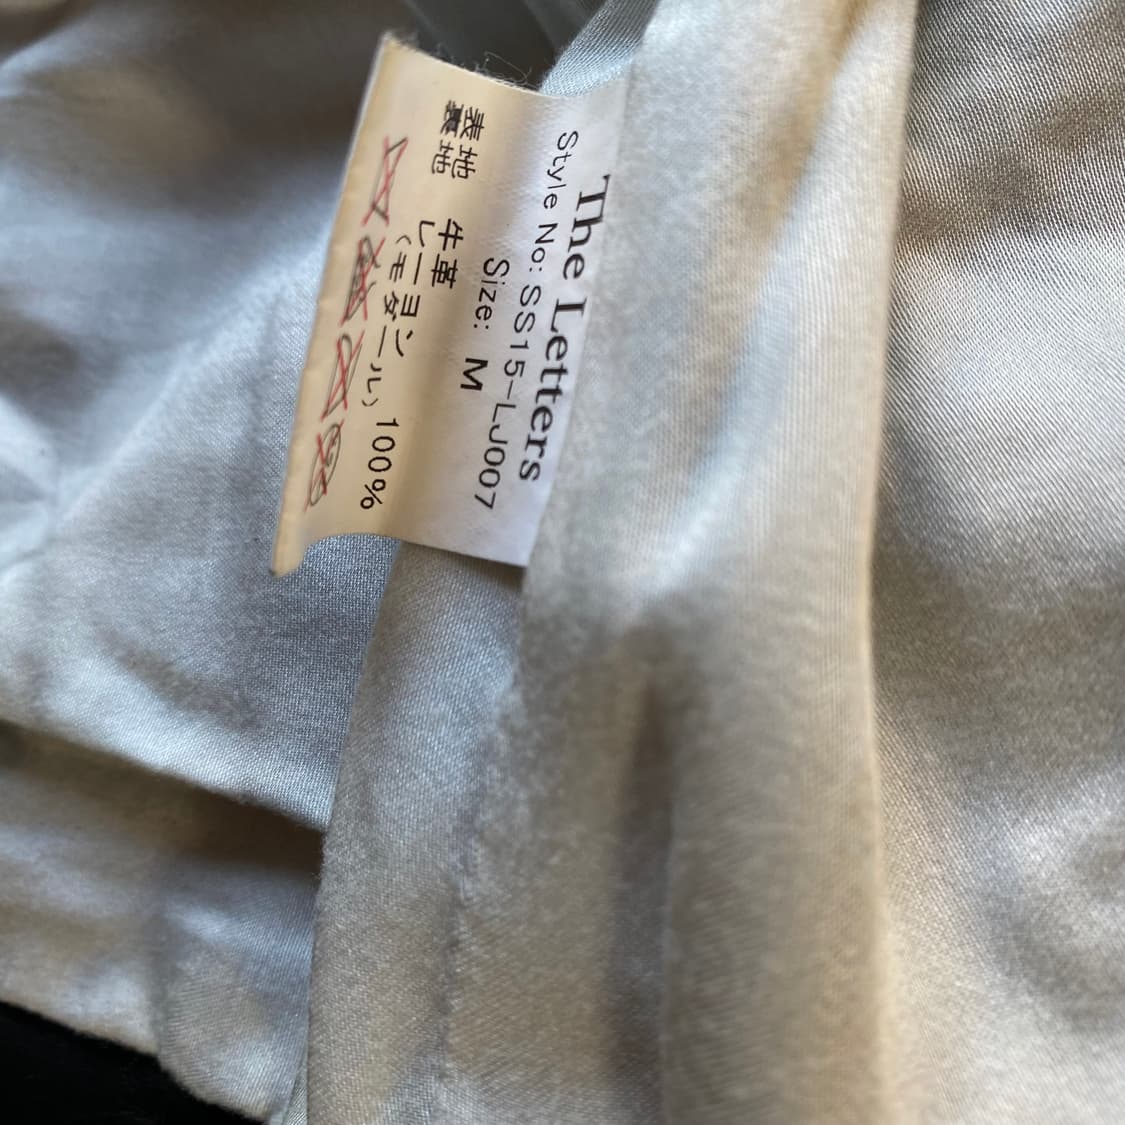 The Letters
Style No: SS15-LJ007
Size: M
表地 牛革
裏地 レーヨン
(モダール) 100%